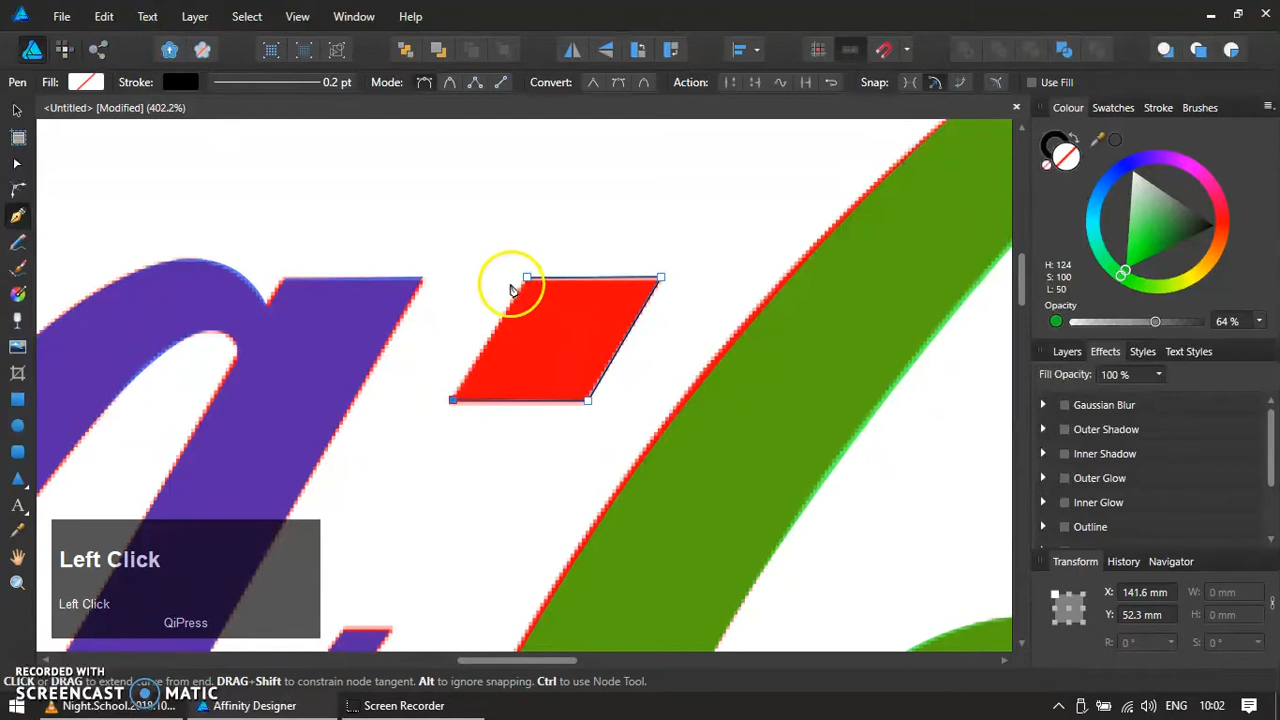 File Edit Text Layer Select View Window Help
Pen Fill: Stroke: 0.2 pt Mode: Convert: Action: Snap: Use Fill
<Untitled> [Modified] (402.2%)
Colour Swatches Stroke Brushes
H: 124
S: 100
L: 50
Opacity
64 %
Layers Effects Styles Text Styles
Fill Opacity: 100 %
Gaussian Blur
Outer Shadow
Inner Shadow
Outer Glow
Inner Glow
Outline
Transform History Navigator
X: 141.6 mm W: 0 mm
Y: 52.3 mm H: 0 mm
R: 0 ° S: 0 °
Left Click
Left Click
QiPress
RECORDED WITH
SCREENCAST MATIC
CLICK or DRAG to extend curve from end. DRAG+Shift to constrain node tangent. Alt to ignore snapping. Ctrl to use Node Tool.
Night.School.2018.10... Affinity Designer Screen Recorder ENG 10:02